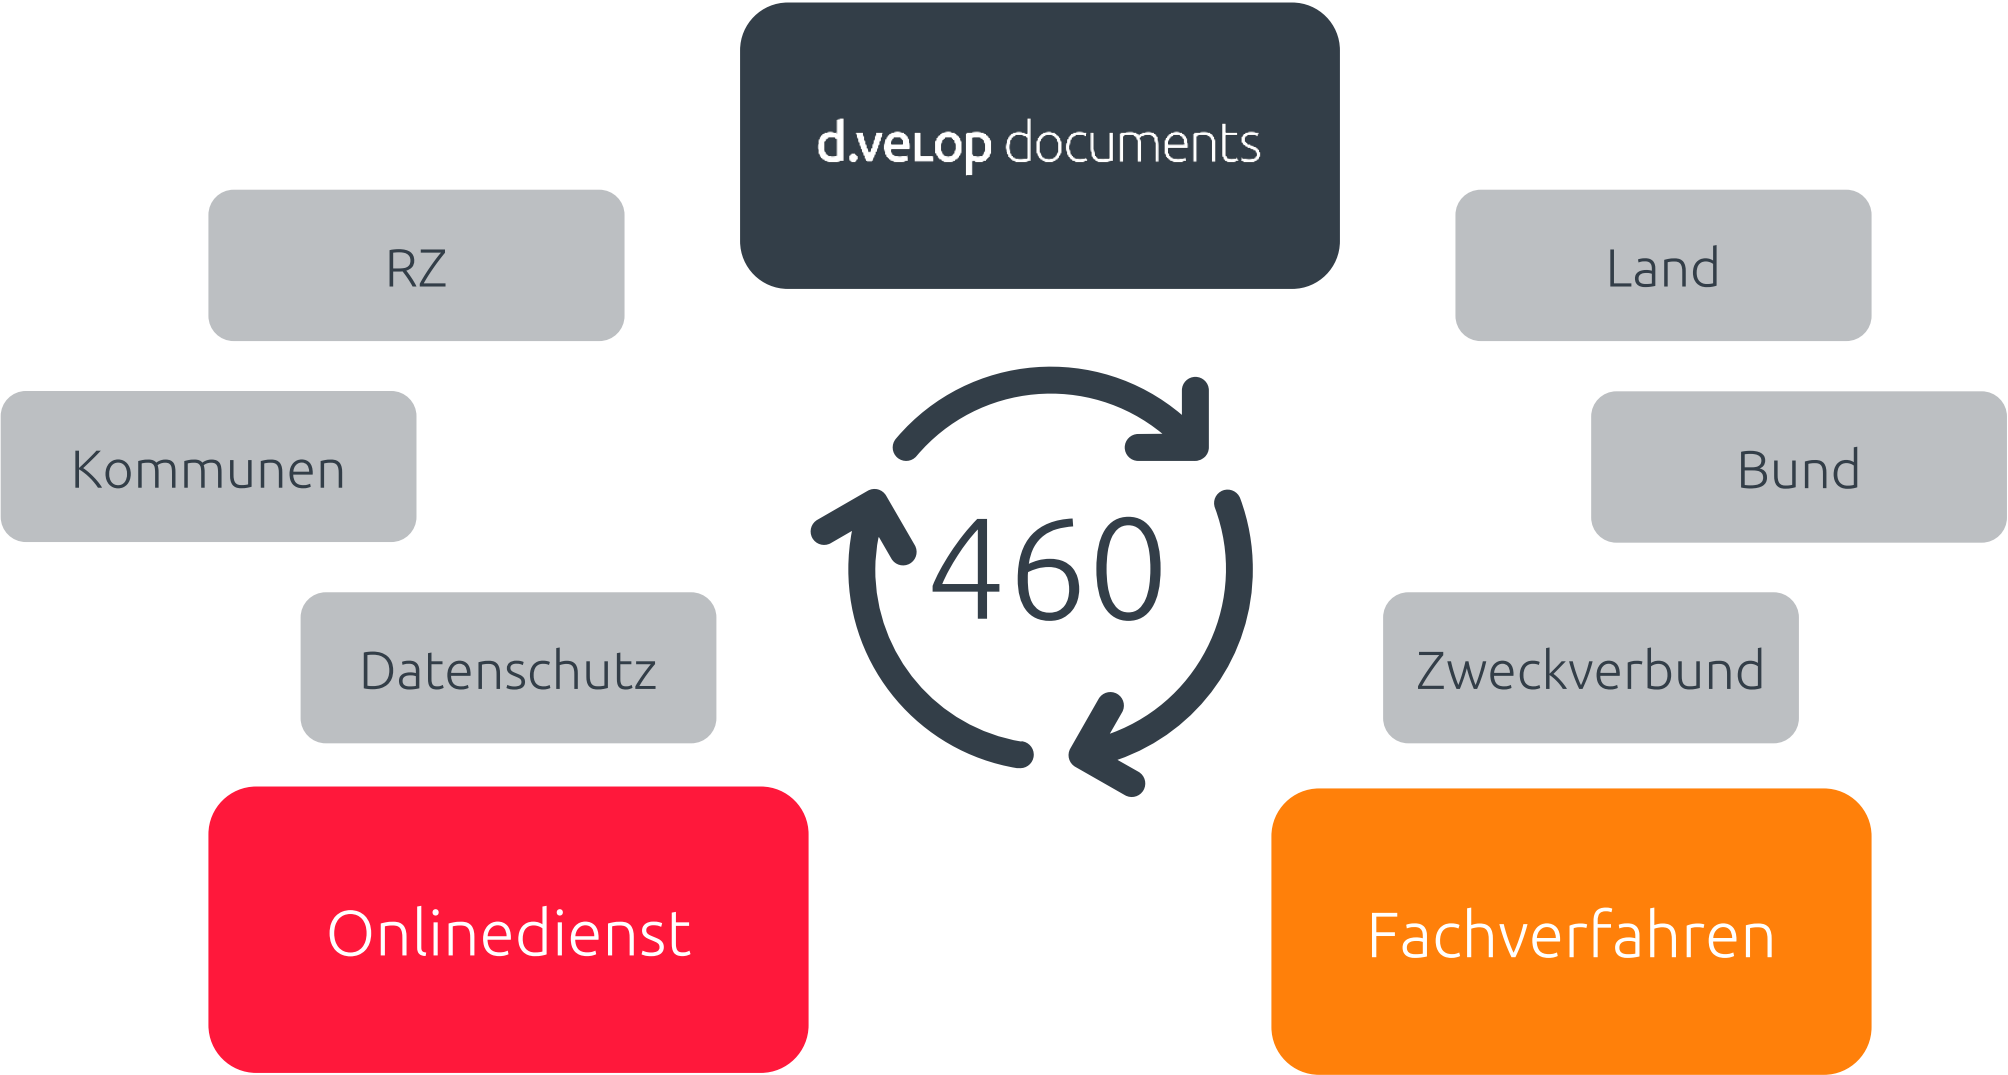 d.velop documents
RZ
Land
Kommunen
Bund
460
Datenschutz
Zweckverbund
Onlinedienst
Fachverfahren